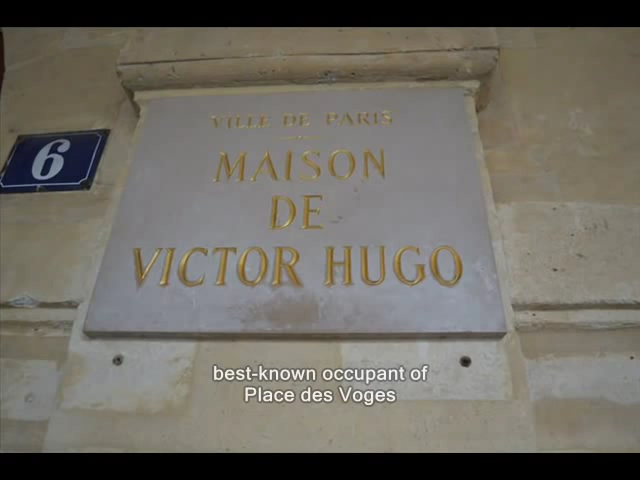 6
VILLE DE PARIS
MAISON
DE
VICTOR HUGO
best-known occupant of
Place des Voges